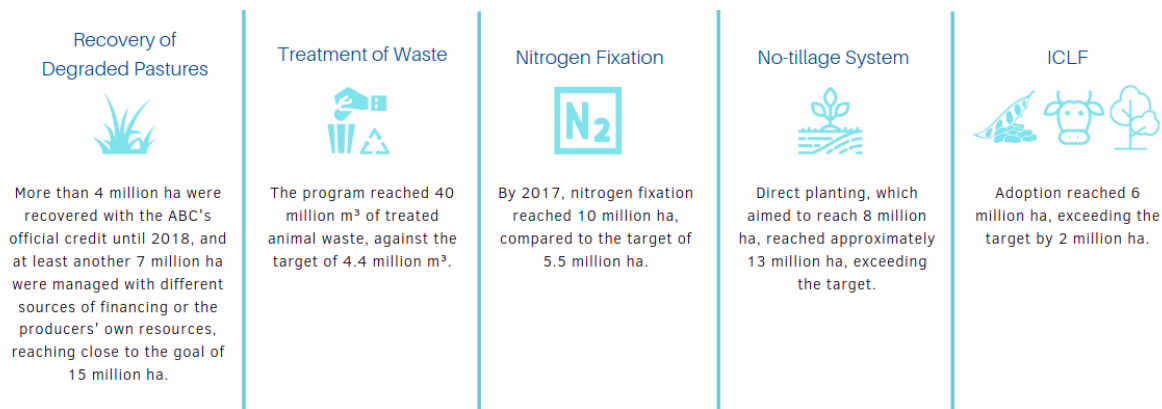 Recovery of
Degraded Pastures
More than 4 million ha were
recovered with the ABC's
official credit until 2018, and
at least another 7 million ha
were managed with different
sources of financing or the
producers' own resources,
reaching close to the goal of
15 million ha.
Treatment of Waste
The program reached 40
million m³ of treated
animal waste, against the
target of 4.4 million m³.
Nitrogen Fixation
N2
By 2017, nitrogen fixation
reached 10 million ha,
compared to the target of
5.5 million ha.
No-tillage System
Direct planting, which
aimed to reach 8 million
ha, reached approximately
13 million ha, exceeding
the target.
ICLF
Adoption reached 6
million ha, exceeding the
target by 2 million ha.